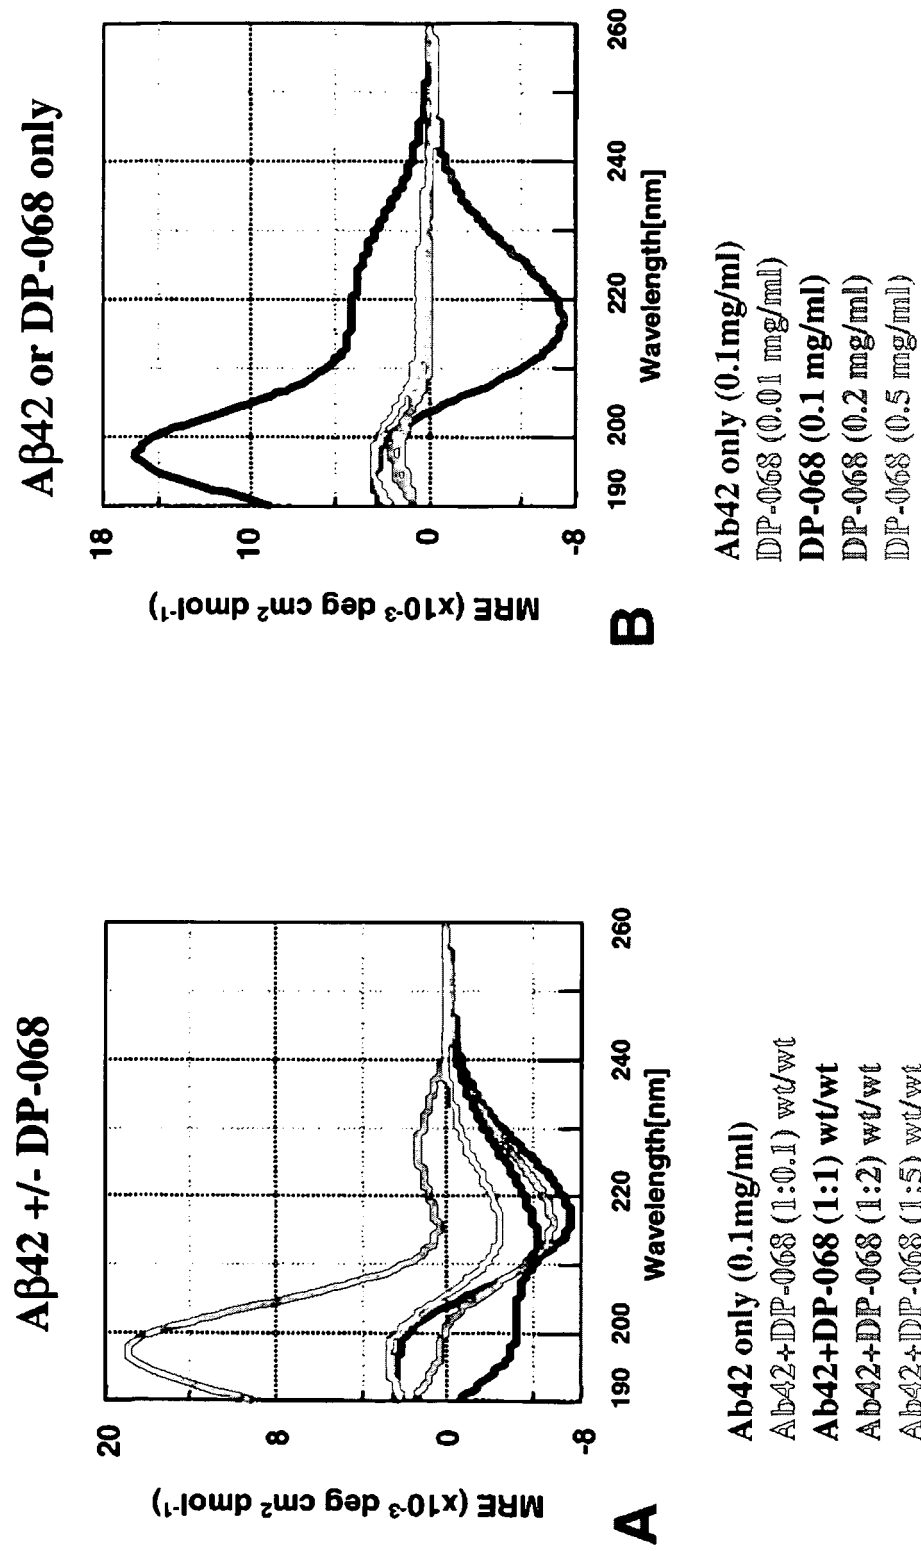 Aβ42 +/- DP-068
20
8
0
-8
MRE (x10-3 deg cm2 dmol-1)
190
200
220
240
260
Wavelength[nm]
A
Ab42 only (0.1mg/ml)
Ab42+DP-068 (1:0.1) wt/wt
Ab42+DP-068 (1:1) wt/wt
Ab42+DP-068 (1:2) wt/wt
Ab42+DP-068 (1:5) wt/wt
Aβ42 or DP-068 only
18
10
0
-8
MRE (x10-3 deg cm2 dmol-1)
190
200
220
240
260
Wavelength[nm]
B
Ab42 only (0.1mg/ml)
DP-068 (0.01 mg/ml)
DP-068 (0.1 mg/ml)
DP-068 (0.2 mg/ml)
DP-068 (0.5 mg/ml)